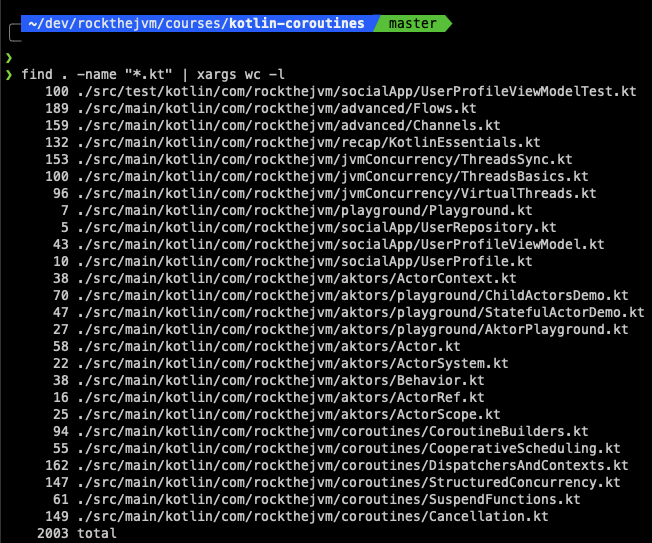 ~/dev/rockthejvm/courses/kotlin-coroutines master
❯
❯ find . -name "*.kt" | xargs wc -l
100 ./src/test/kotlin/com/rockthejvm/socialApp/UserProfileViewModelTest.kt
189 ./src/main/kotlin/com/rockthejvm/advanced/Flows.kt
159 ./src/main/kotlin/com/rockthejvm/advanced/Channels.kt
132 ./src/main/kotlin/com/rockthejvm/recap/KotlinEssentials.kt
153 ./src/main/kotlin/com/rockthejvm/jvmConcurrency/ThreadsSync.kt
100 ./src/main/kotlin/com/rockthejvm/jvmConcurrency/ThreadsBasics.kt
96 ./src/main/kotlin/com/rockthejvm/jvmConcurrency/VirtualThreads.kt
7 ./src/main/kotlin/com/rockthejvm/playground/Playground.kt
5 ./src/main/kotlin/com/rockthejvm/socialApp/UserRepository.kt
43 ./src/main/kotlin/com/rockthejvm/socialApp/UserProfileViewModel.kt
10 ./src/main/kotlin/com/rockthejvm/socialApp/UserProfile.kt
38 ./src/main/kotlin/com/rockthejvm/aktors/ActorContext.kt
70 ./src/main/kotlin/com/rockthejvm/aktors/playground/ChildActorsDemo.kt
47 ./src/main/kotlin/com/rockthejvm/aktors/playground/StatefulActorDemo.kt
27 ./src/main/kotlin/com/rockthejvm/aktors/playground/AktorPlayground.kt
58 ./src/main/kotlin/com/rockthejvm/aktors/Actor.kt
22 ./src/main/kotlin/com/rockthejvm/aktors/ActorSystem.kt
38 ./src/main/kotlin/com/rockthejvm/aktors/Behavior.kt
16 ./src/main/kotlin/com/rockthejvm/aktors/ActorRef.kt
25 ./src/main/kotlin/com/rockthejvm/aktors/ActorScope.kt
94 ./src/main/kotlin/com/rockthejvm/coroutines/CoroutineBuilders.kt
55 ./src/main/kotlin/com/rockthejvm/coroutines/CooperativeScheduling.kt
162 ./src/main/kotlin/com/rockthejvm/coroutines/DispatchersAndContexts.kt
147 ./src/main/kotlin/com/rockthejvm/coroutines/StructuredConcurrency.kt
61 ./src/main/kotlin/com/rockthejvm/coroutines/SuspendFunctions.kt
149 ./src/main/kotlin/com/rockthejvm/coroutines/Cancellation.kt
2003 total